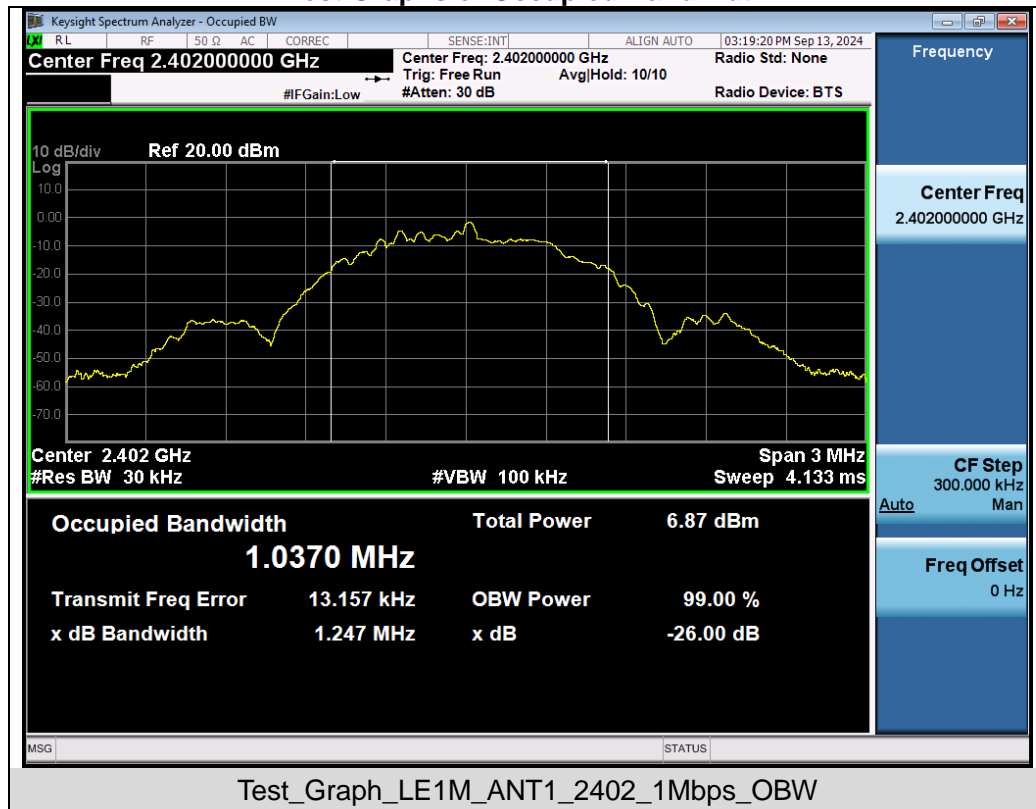 Keysight Spectrum Analyzer - Occupied BW
LXI RL RF 50 Ω AC CORREC SENSE:INT ALIGN AUTO 03:19:20 PM Sep 13, 2024
Center Freq 2.402000000 GHz Center Freq: 2.402000000 GHz Radio Std: None
Trig: Free Run Avg|Hold: 10/10
#IFGain:Low #Atten: 30 dB Radio Device: BTS
Frequency
10 dB/div Ref 20.00 dBm
Log
10.0
0.00
-10.0
-20.0
-30.0
-40.0
-50.0
-60.0
-70.0
Center 2.402 GHz Span 3 MHz
#Res BW 30 kHz #VBW 100 kHz Sweep 4.133 ms
Center Freq
2.402000000 GHz
CF Step
300.000 kHz
Auto Man
Freq Offset
0 Hz
Occupied Bandwidth Total Power 6.87 dBm
1.0370 MHz
Transmit Freq Error 13.157 kHz OBW Power 99.00 %
x dB Bandwidth 1.247 MHz x dB -26.00 dB
MSG STATUS
Test_Graph_LE1M_ANT1_2402_1Mbps_OBW